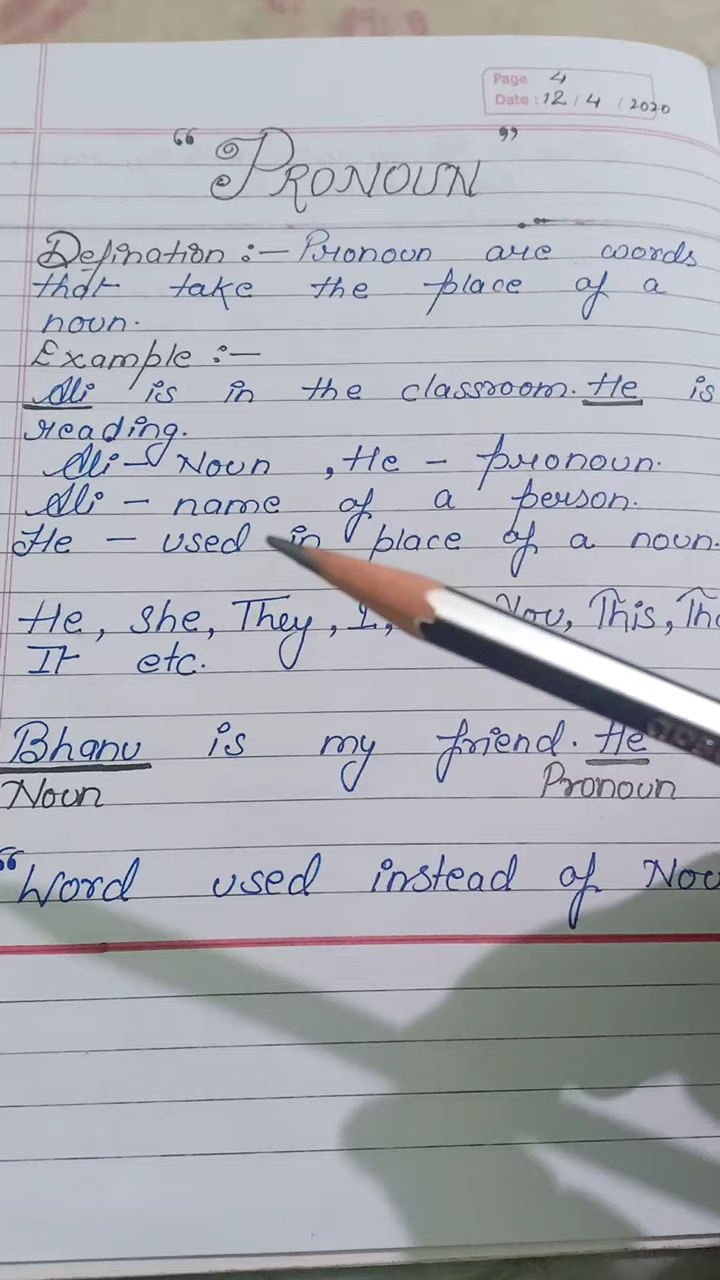 Page 4
Date : 12 / 4 / 2020
“ PRONOUN ”
Defination :- Pronoun are words
that take the place of a
noun.
Example :-
Ali is in the classroom. He is
reading.
Ali - Noun , He - pronoun.
Ali - name of a person.
He - used in place of a noun.
He, she, They, I, You, This,
It etc.
Bhanu is my friend. He
Noun Pronoun
“Word used instead of